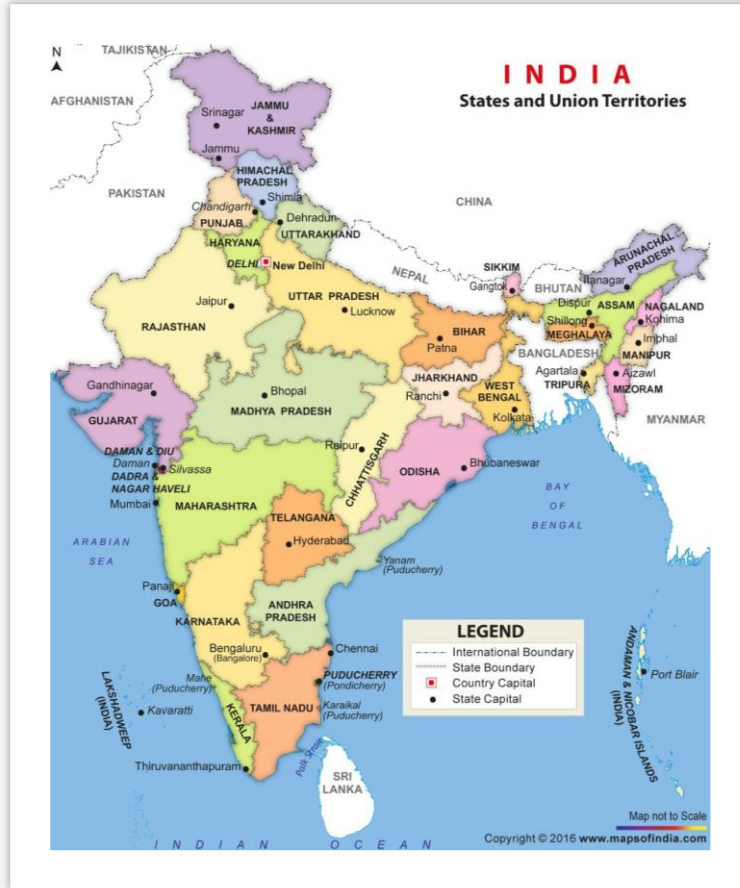 N
TAJIKISTAN
INDIA
States and Union Territories
AFGHANISTAN
JAMMU
&
KASHMIR
Srinagar
Jammu
HIMACHAL
PRADESH
PAKISTAN
Shimla
Chandigarh
CHINA
PUNJAB
Dehradun
UTTARAKHAND
HARYANA
DELHI
New Delhi
NEPAL
SIKKIM
Gangtok
BHUTAN
ARUNACHAL
PRADESH
Itanagar
Jaipur
UTTAR PRADESH
Lucknow
RAJASTHAN
BIHAR
Patna
Dispur
ASSAM
NAGALAND
Shillong
Kohima
MEGHALAYA
Imphal
BANGLADESH
MANIPUR
Agartala
Aizawl
TRIPURA
MIZORAM
MYANMAR
Gandhinagar
GUJARAT
Bhopal
MADHYA PRADESH
JHARKHAND
Ranchi
WEST
BENGAL
Kolkata
DAMAN & DIU
Daman
Silvassa
DADRA &
NAGAR HAVELI
Mumbai
MAHARASHTRA
Raipur
CHHATTISGARH
ODISHA
Bhubaneswar
BAY
OF
BENGAL
ARABIAN
SEA
TELANGANA
Hyderabad
Yanam
(Puducherry)
Panaji
GOA
KARNATAKA
ANDHRA
PRADESH
Bengaluru
(Bangalore)
Chennai
Mahe
(Puducherry)
PUDUCHERRY
(Pondicherry)
LAKSHADWEEP
(INDIA)
Kavaratti
KERALA
TAMIL NADU
Karaikal
(Puducherry)
Thiruvananthapuram
Palk Strait
SRI
LANKA
LEGEND
International Boundary
State Boundary
Country Capital
State Capital
ANDAMAN & NICOBAR ISLANDS
(INDIA)
Port Blair
INDIAN OCEAN
Map not to Scale
Copyright © 2016 www.mapsofindia.com